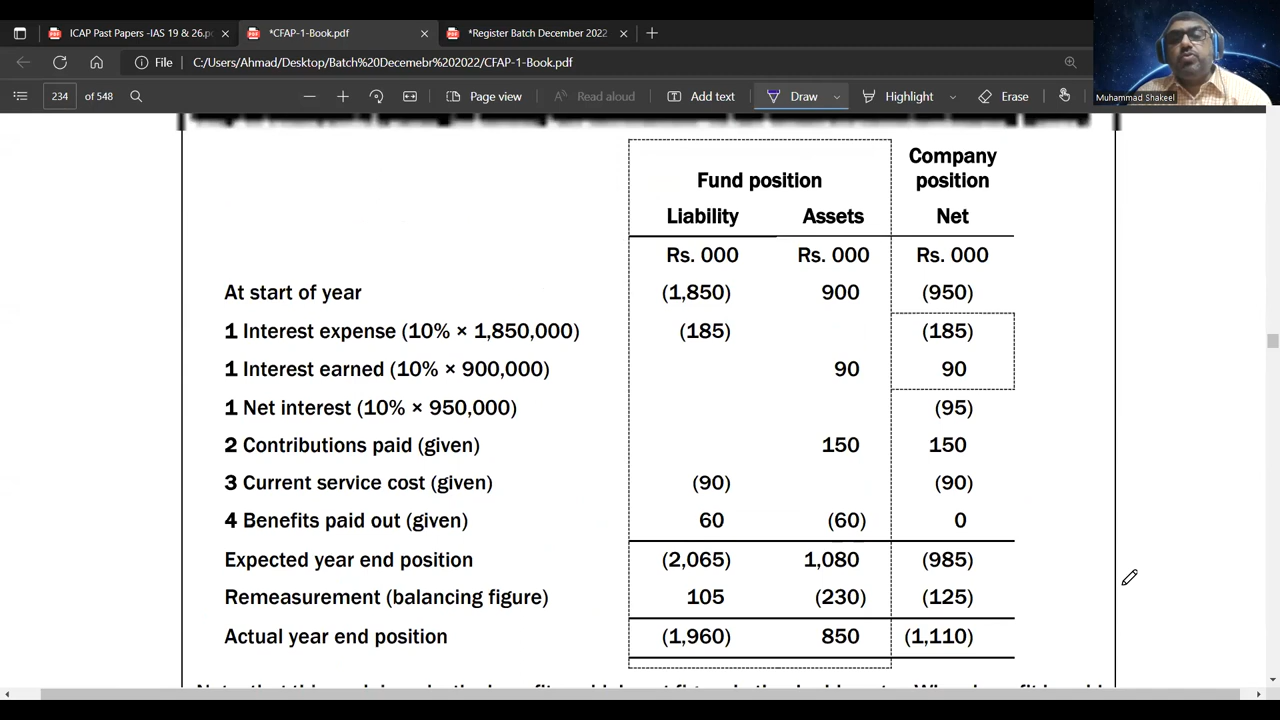 ICAP Past Papers -IAS 19 & 26.p
*CFAP-1-Book.pdf
*Register Batch December 2022
File C:/Users/Ahmad/Desktop/Batch%20Decemebr%202022/CFAP-1-Book.pdf
234 of 548
Page view
Read aloud
Add text
Draw
Highlight
Erase
Muhammad Shakeel
Fund position Company position
Liability Assets Net
Rs. 000 Rs. 000 Rs. 000
At start of year (1,850) 900 (950)
1 Interest expense (10% × 1,850,000) (185) (185)
1 Interest earned (10% × 900,000) 90 90
1 Net interest (10% × 950,000) (95)
2 Contributions paid (given) 150 150
3 Current service cost (given) (90) (90)
4 Benefits paid out (given) 60 (60) 0
Expected year end position (2,065) 1,080 (985)
Remeasurement (balancing figure) 105 (230) (125)
Actual year end position (1,960) 850 (1,110)